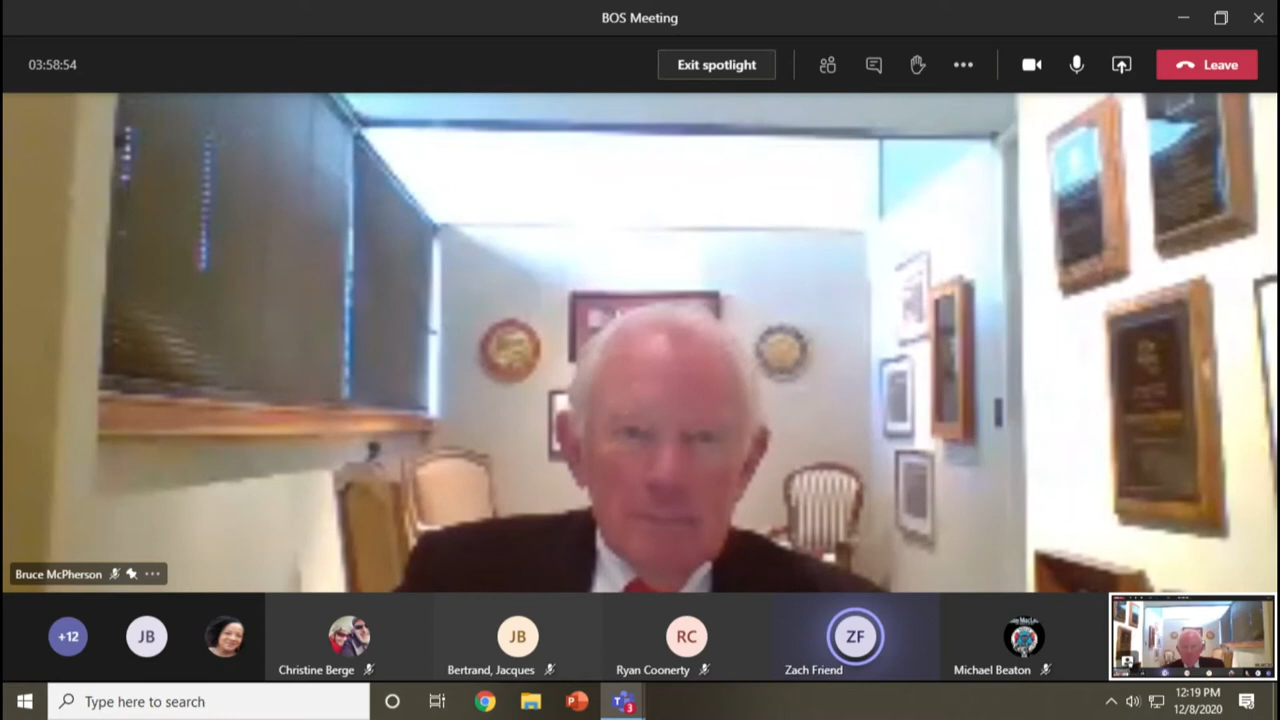 BOS Meeting
03:58:54
Exit spotlight
Leave
Bruce McPherson
+12
JB
Christine Berge
JB
Bertrand, Jacques
RC
Ryan Coonerty
ZF
Zach Friend
Michael Beaton
Type here to search
3
12:19 PM
12/8/2020